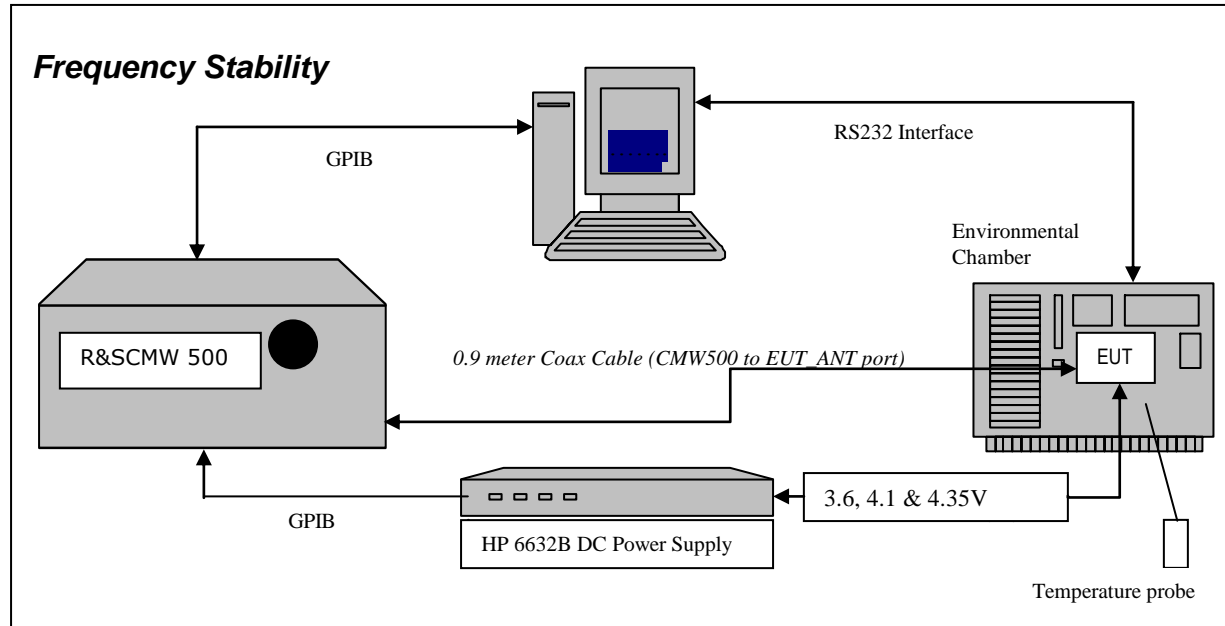 Frequency Stability
GPIB
RS232 Interface
Environmental
Chamber
R&SCMW 500
0.9 meter Coax Cable (CMW500 to EUT_ANT port)
EUT
GPIB
3.6, 4.1 & 4.35V
HP 6632B DC Power Supply
Temperature probe